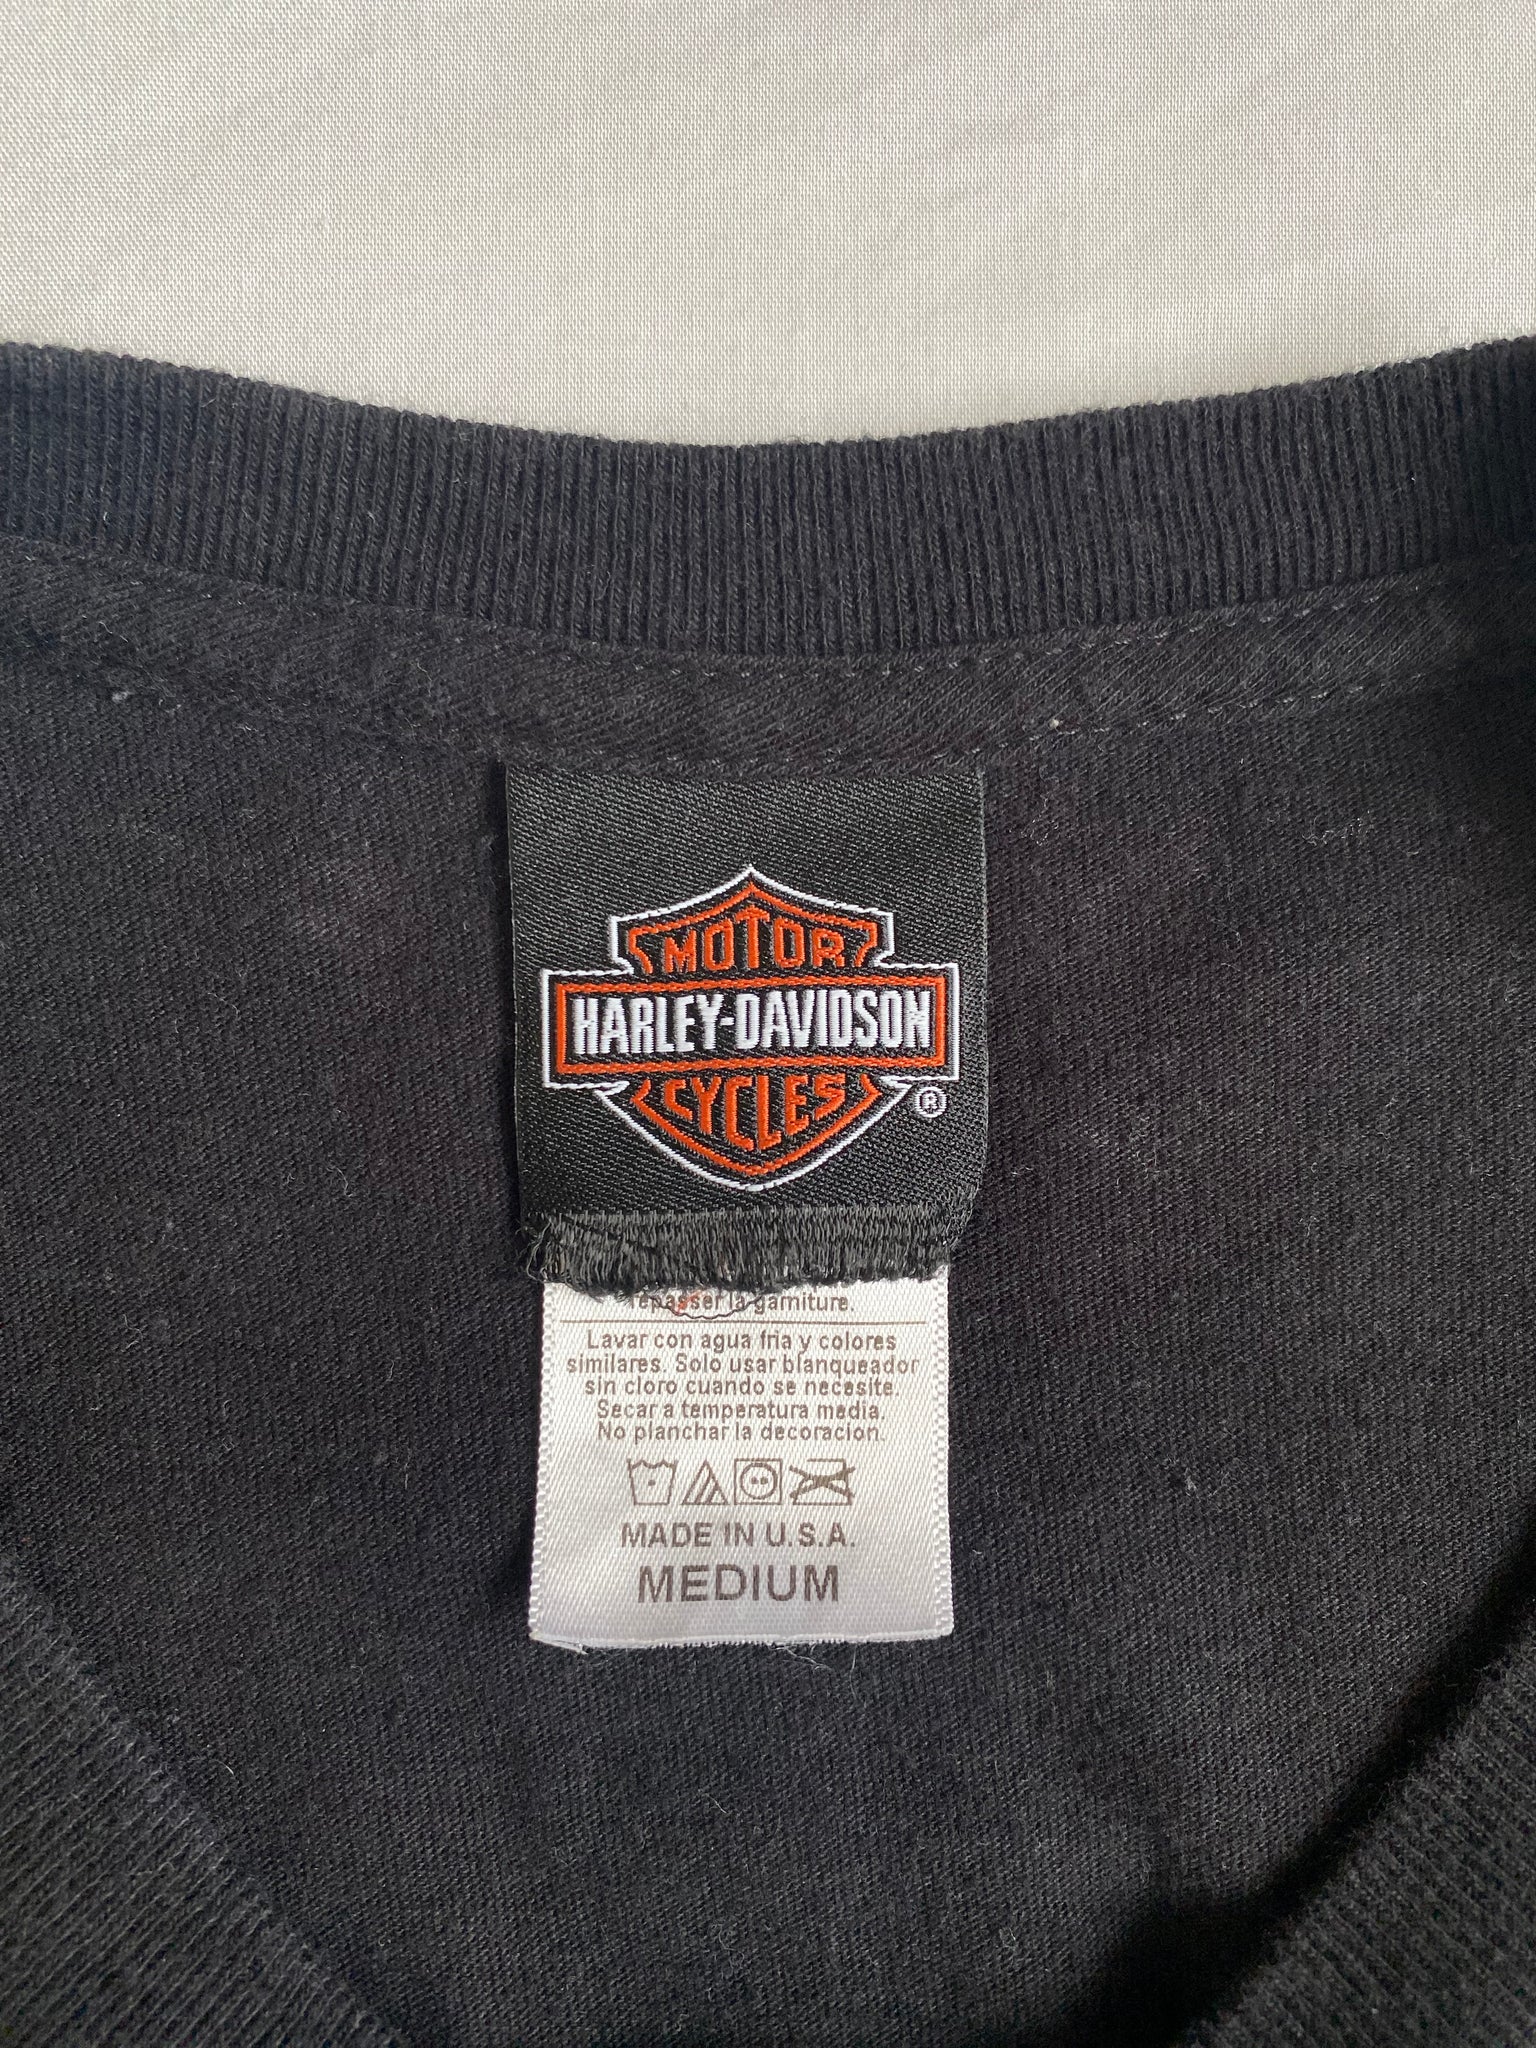 MOTOR
HARLEY-DAVIDSON
CYCLES
®
repasser la garniture.
Lavar con agua fria y colores
similares. Solo usar blanqueador
sin cloro cuando se necesite.
Secar a temperatura media.
No planchar la decoracion.
MADE IN U.S.A.
MEDIUM